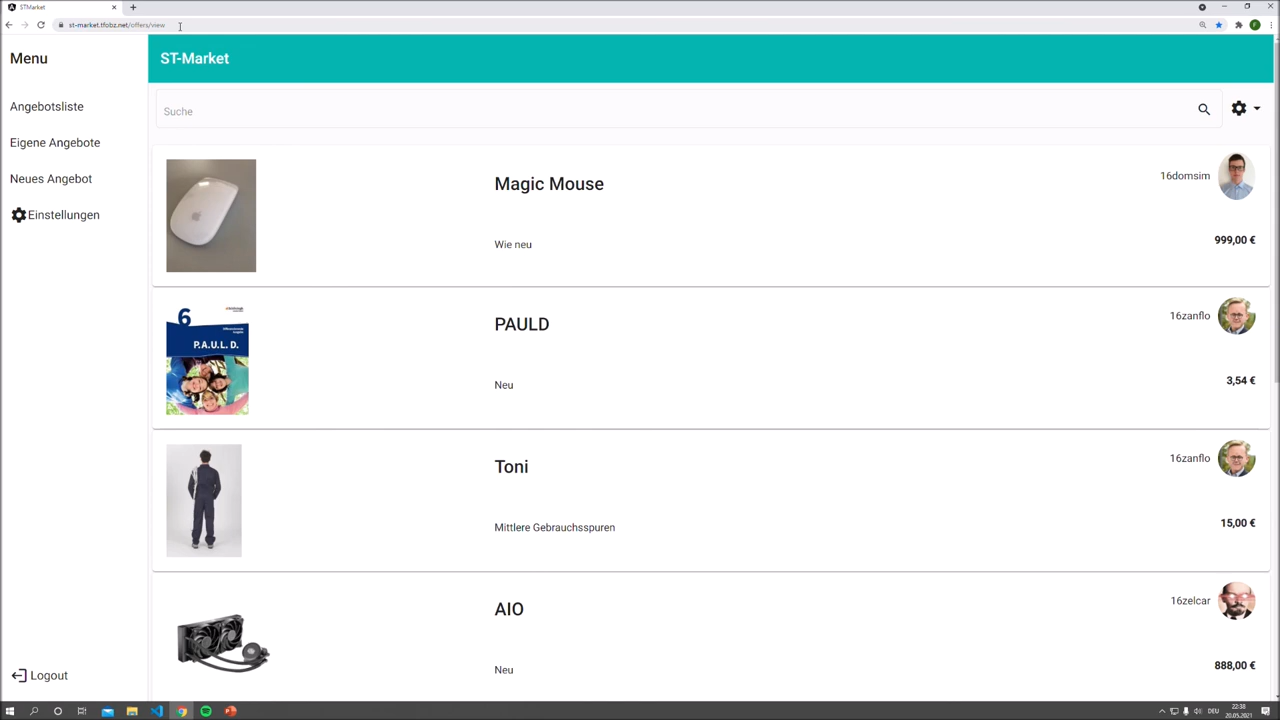 STMarket
st-market.tfobz.net/offers/view
F
Menu
ST-Market
Angebotsliste
Eigene Angebote
Neues Angebot
Einstellungen
Logout
Suche
Magic Mouse
16domsim
Wie neu
999,00 €
6
P.A.U.L. D.
PAULD
16zanflo
Neu
3,54 €
Toni
16zanflo
Mittlere Gebrauchsspuren
15,00 €
AIO
16zelcar
Neu
888,00 €
DEU
22:38
20.05.2021